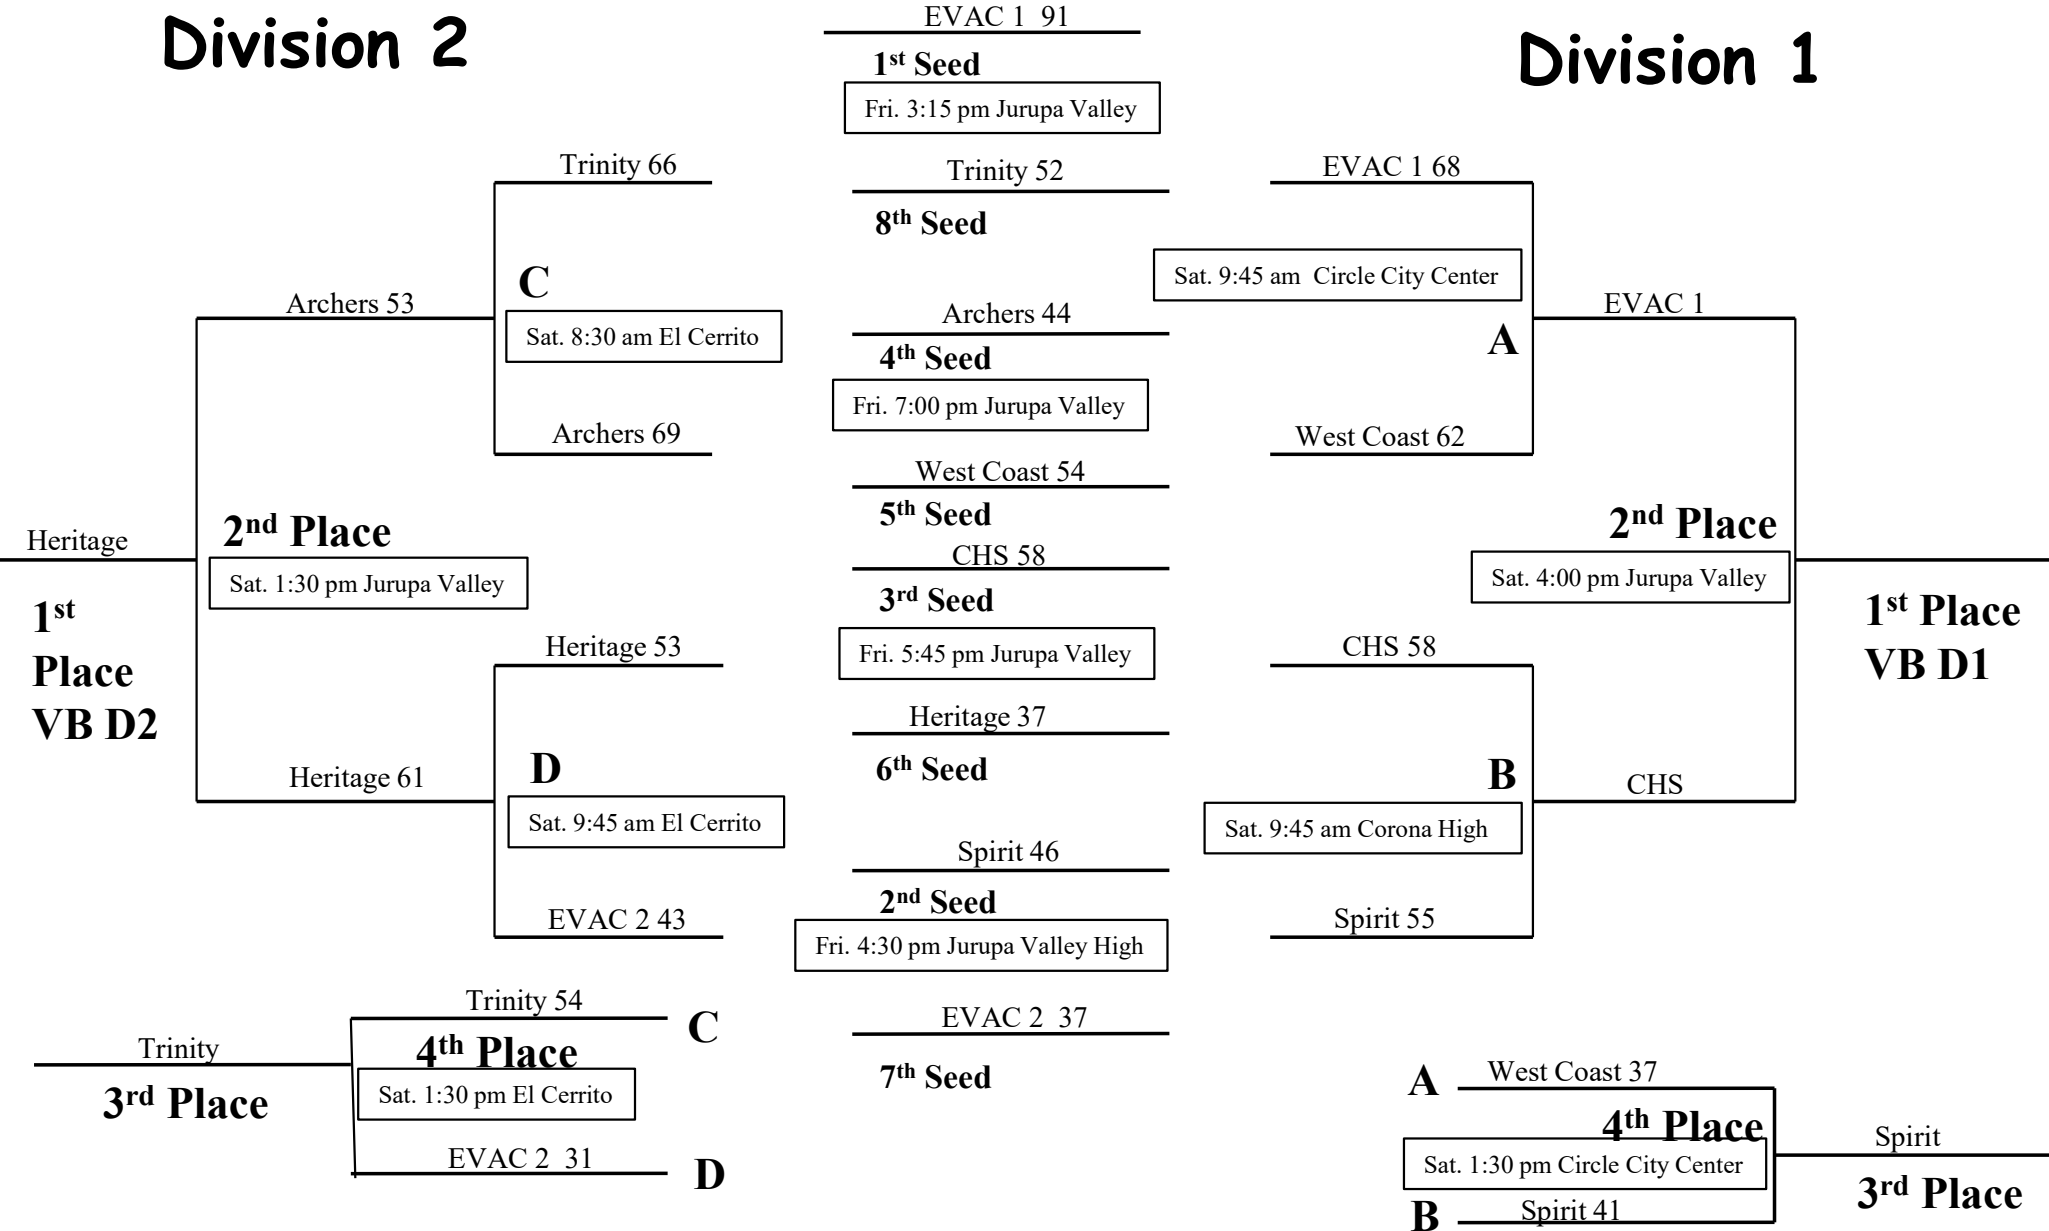 Division 2
Trinity 66
C
Archers 53
Sat. 8:30 am El Cerrito
Archers 69
Heritage
2nd Place
Sat. 1:30 pm Jurupa Valley
1st
Place
VB D2
Heritage 53
D
Heritage 61
Sat. 9:45 am El Cerrito
EVAC 2 43
Trinity 54
C
Trinity
4th Place
3rd Place
Sat. 1:30 pm El Cerrito
EVAC 2  31
D
EVAC 1  91
1st Seed
Fri. 3:15 pm Jurupa Valley
Trinity 52
8th Seed
Archers 44
4th Seed
Fri. 7:00 pm Jurupa Valley
West Coast 54
5th Seed
CHS 58
3rd Seed
Fri. 5:45 pm Jurupa Valley
Heritage 37
6th Seed
Spirit 46
2nd Seed
Fri. 4:30 pm Jurupa Valley High
EVAC 2  37
7th Seed
Division 1
EVAC 1 68
Sat. 9:45 am  Circle City Center
EVAC 1
A
West Coast 62
2nd Place
Sat. 4:00 pm Jurupa Valley
1st Place
VB D1
CHS 58
B
CHS
Sat. 9:45 am Corona High
Spirit 55
A
West Coast 37
4th Place
Spirit
Sat. 1:30 pm Circle City Center
3rd Place
B
Spirit 41